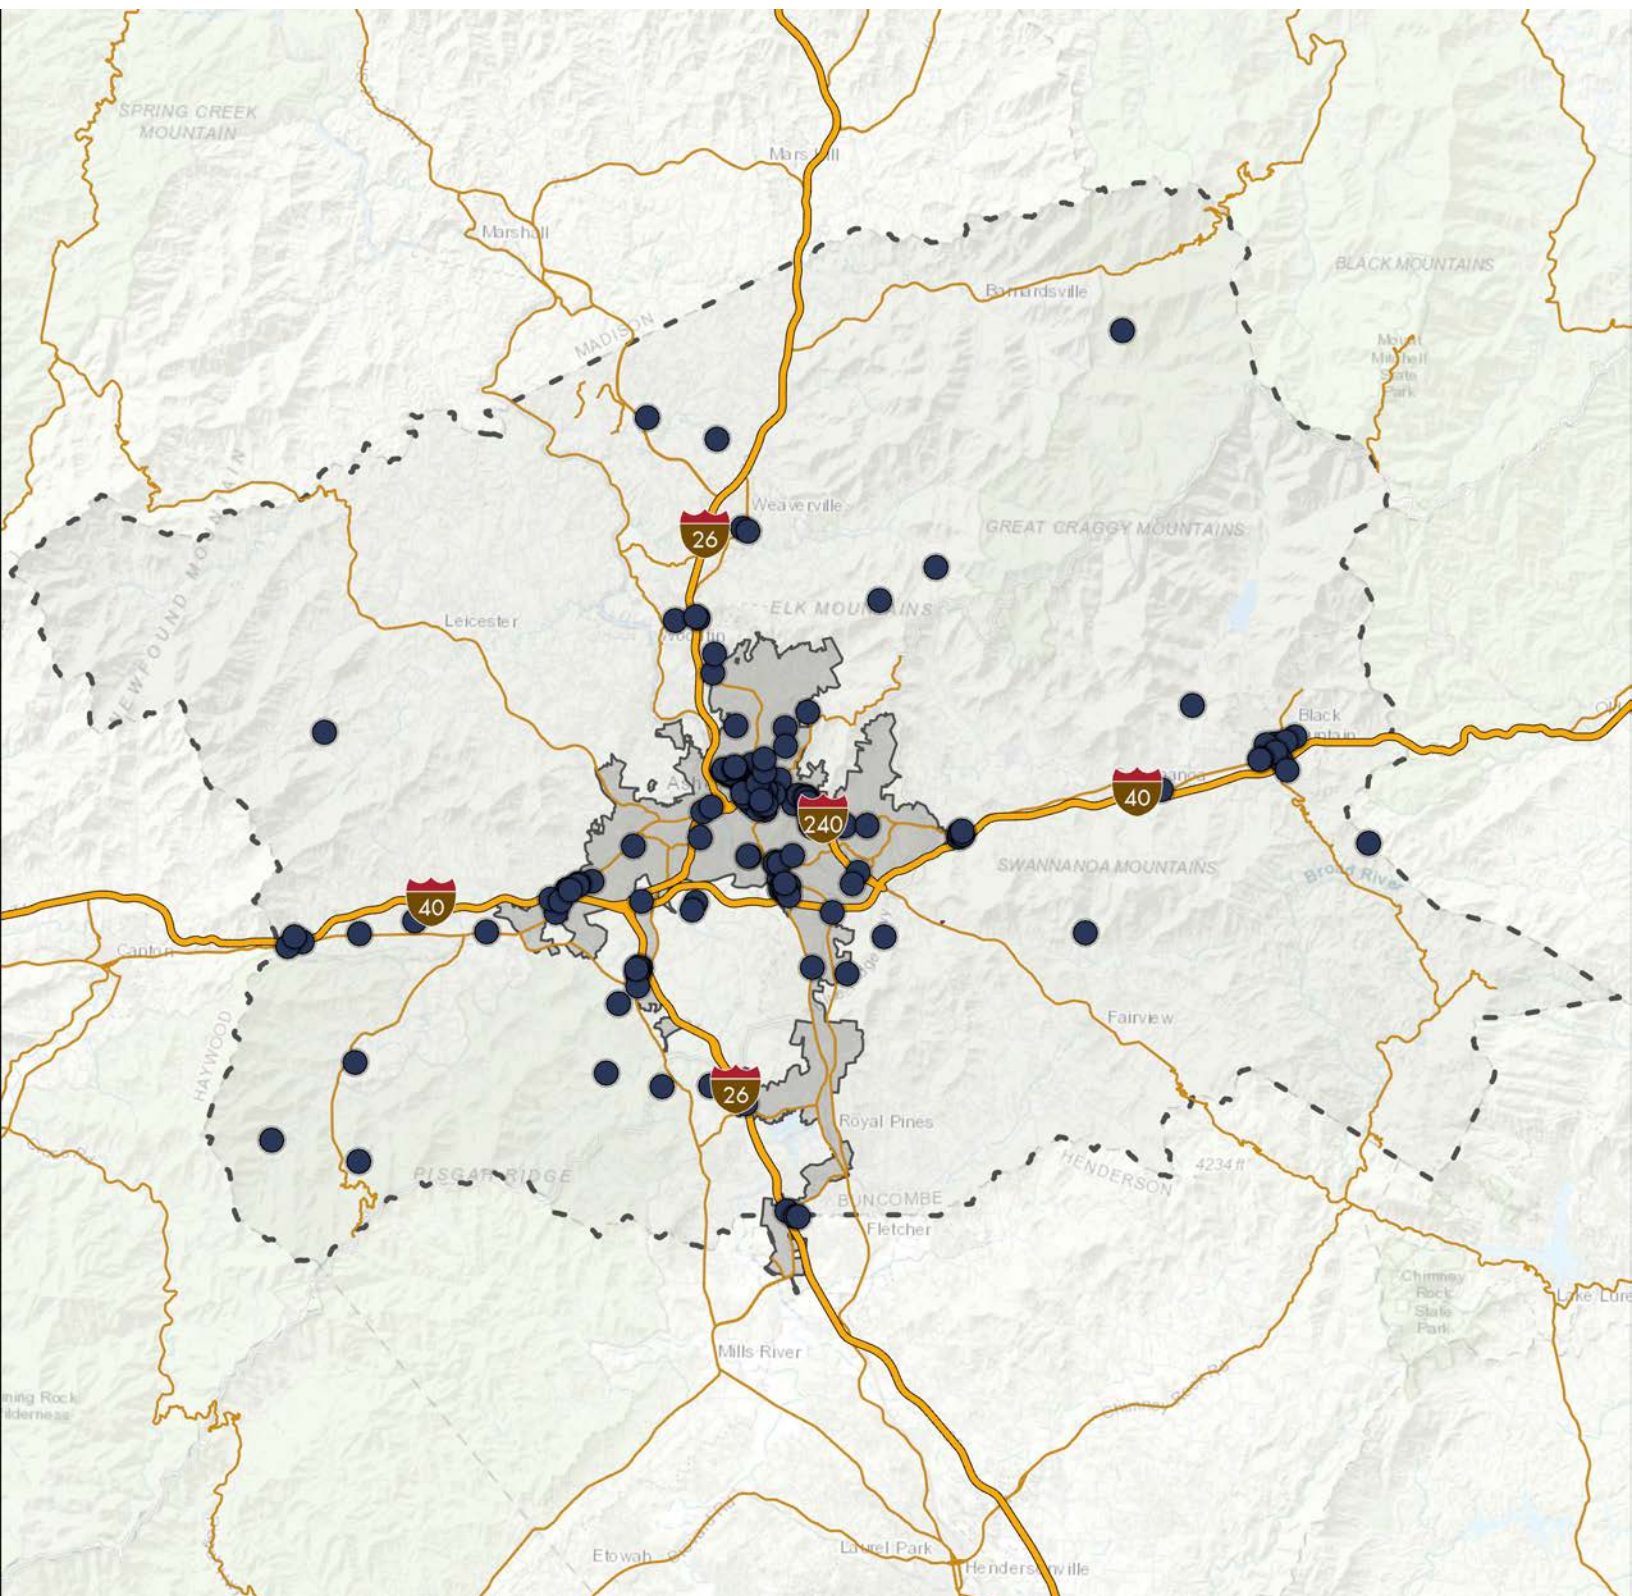 SPRING CREEK
MOUNTAIN
Mars Hill
Marshall
BLACK MOUNTAINS
Barnardsville
MADISON
Mount
Mitchell
State
Park
NEWFOUND MOUNTAIN
Weaverville
26
GREAT CRAGGY MOUNTAINS
ELK MOUNTAINS
Leicester
Black
40
240
SWANNANOA MOUNTAINS
Broad River
40
Canton
HAYWOOD
Fairview
26
Royal Pines
PISGAH RIDGE
HENDERSON
4234 ft
BUNCOMBE
Fletcher
Chimney
Rock
State
Park
Lake Lure
Mills River
Chimney Rock Rd
Etowah
Laurel Park
Hendersonville